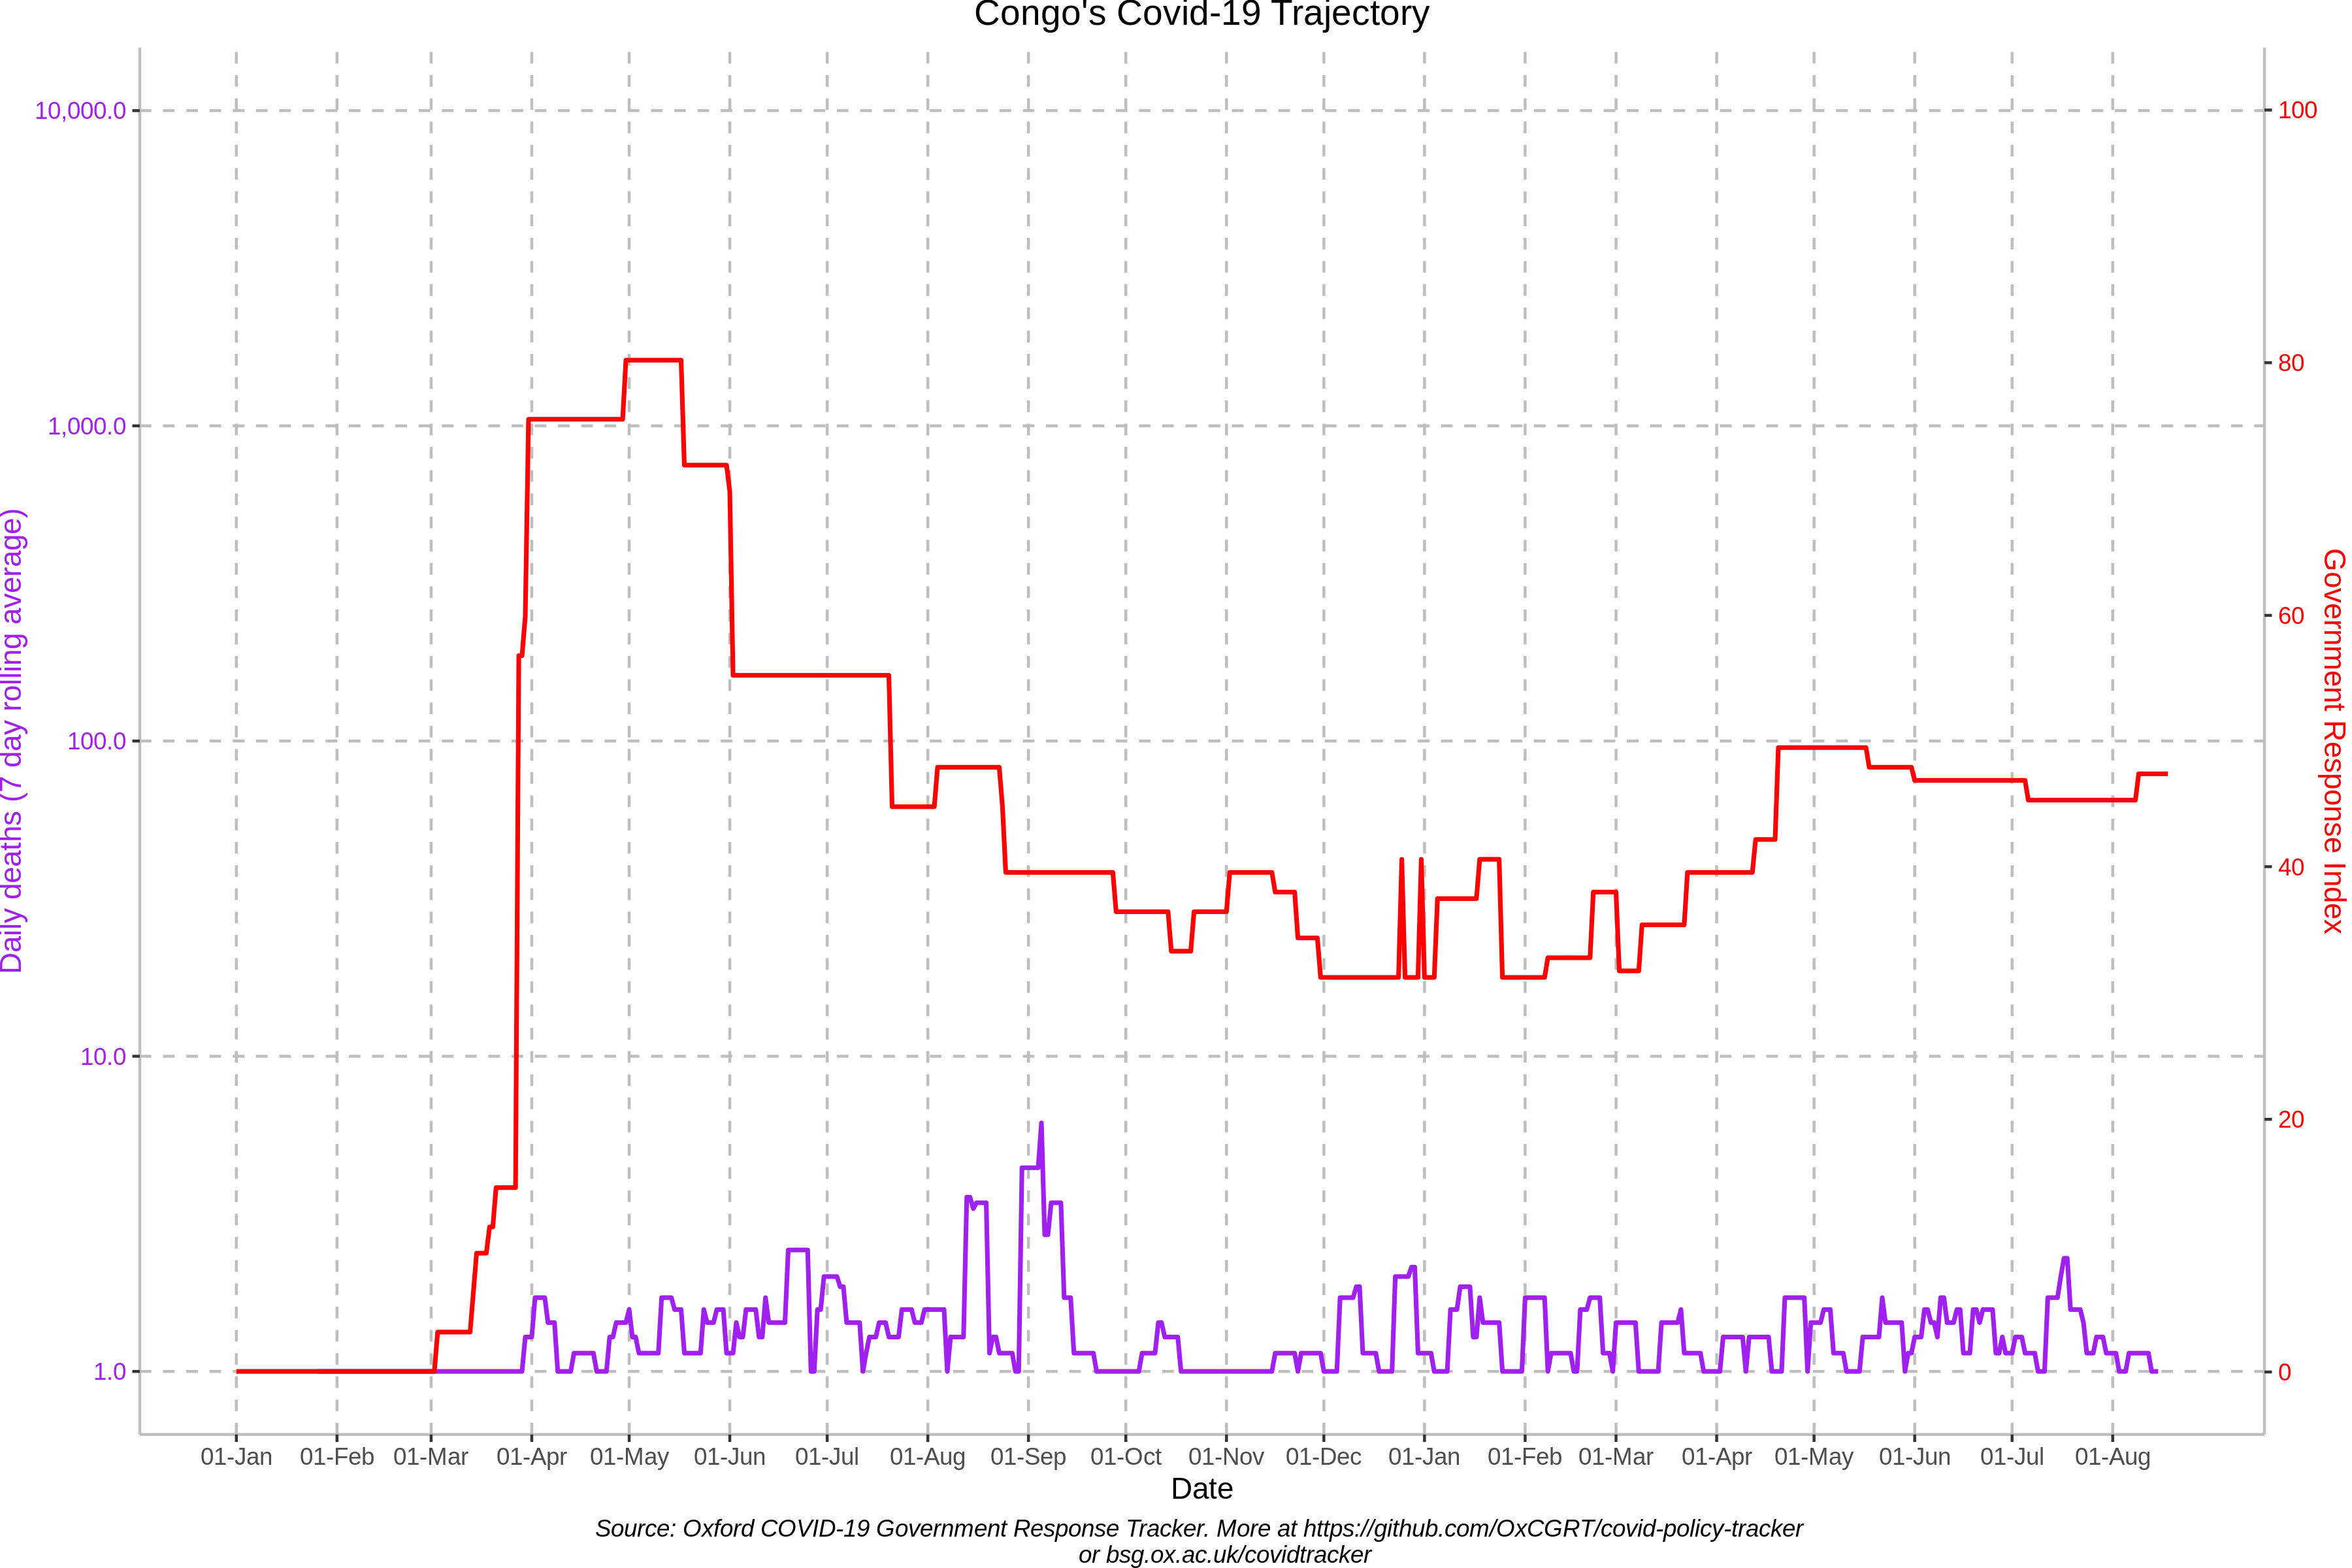 Congo's Covid-19 Trajectory
10,000.0
1,000.0
100.0
10.0
1.0
Daily deaths (7 day rolling average)
100
80
60
40
20
0
Government Response Index
01-Jan 01-Feb 01-Mar 01-Apr 01-May 01-Jun 01-Jul 01-Aug 01-Sep 01-Oct 01-Nov 01-Dec 01-Jan 01-Feb 01-Mar 01-Apr 01-May 01-Jun 01-Jul 01-Aug
Date
Source: Oxford COVID-19 Government Response Tracker. More at https://github.com/OxCGRT/covid-policy-tracker
or bsg.ox.ac.uk/covidtracker